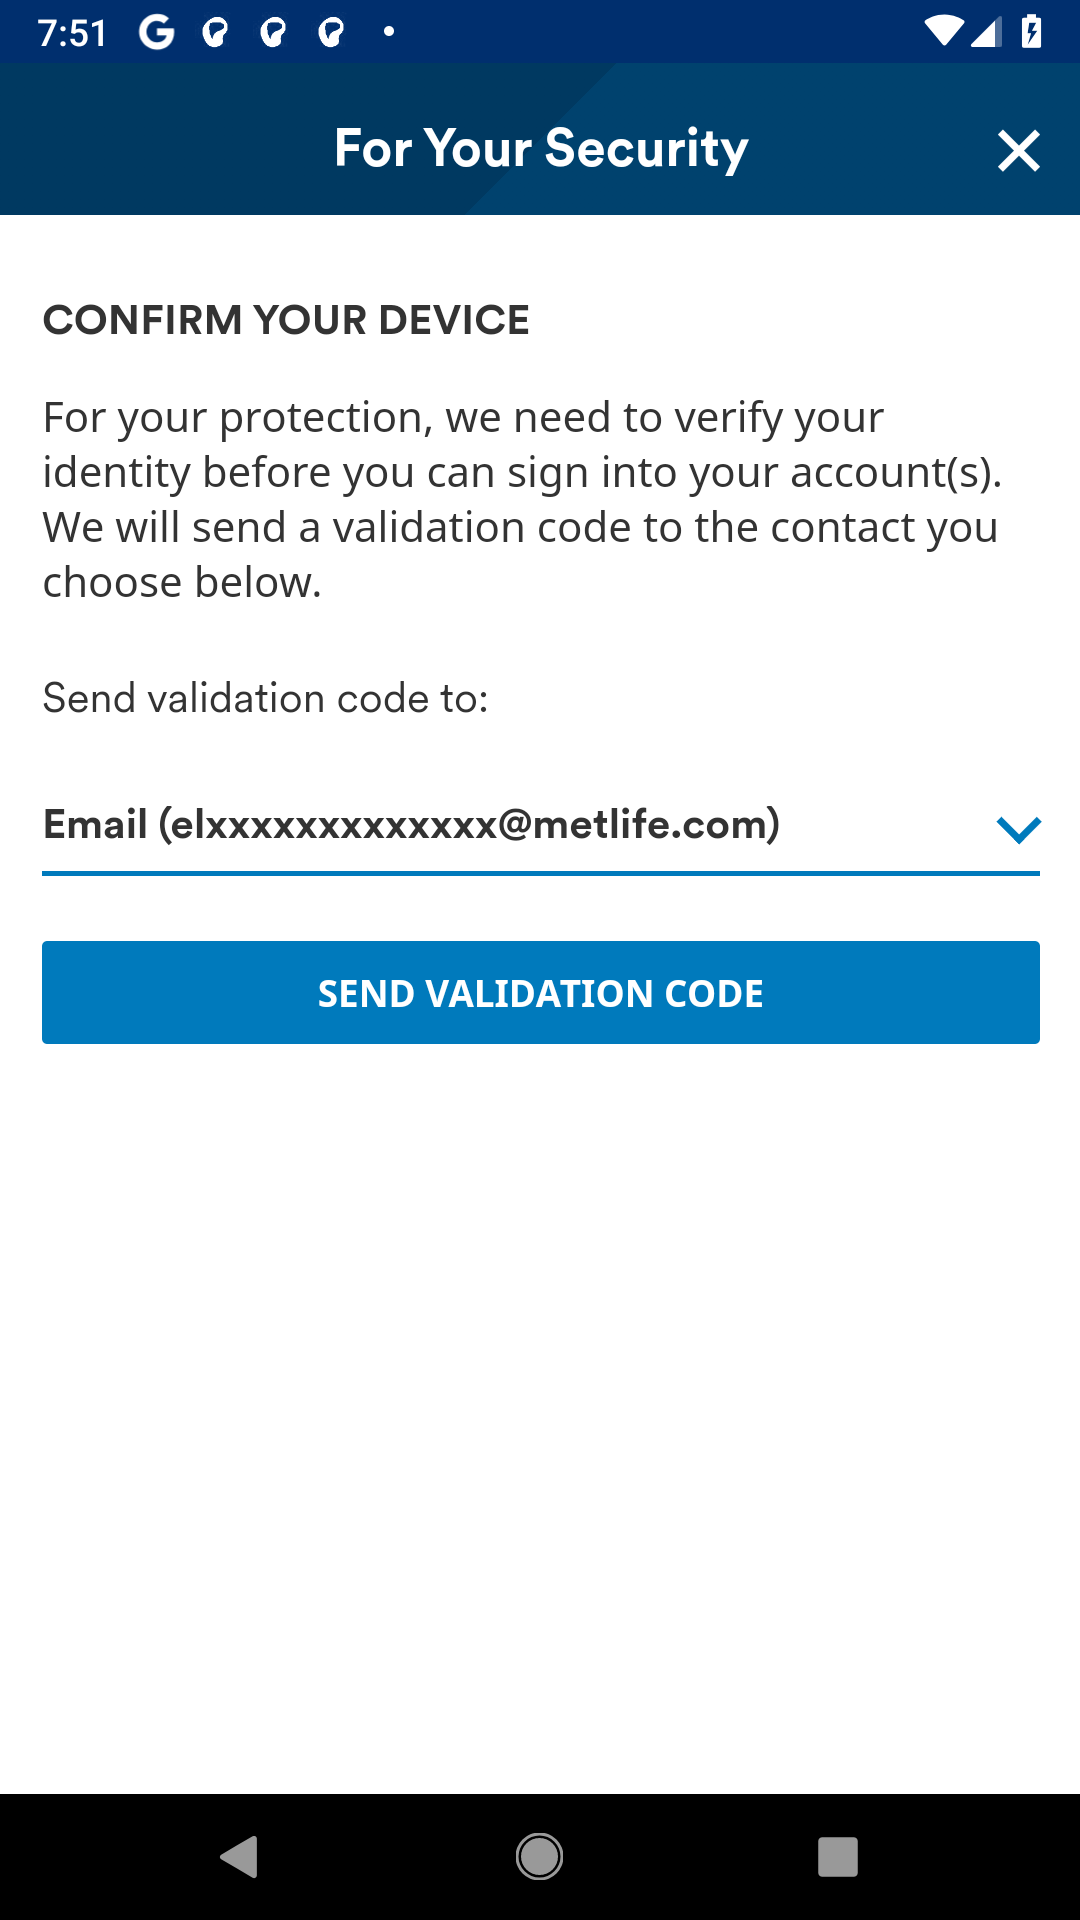 7:51
For Your Security
CONFIRM YOUR DEVICE
For your protection, we need to verify your
identity before you can sign into your account(s).
We will send a validation code to the contact you
choose below.
Send validation code to:
Email (elxxxxxxxxxxxxx@metlife.com)
SEND VALIDATION CODE